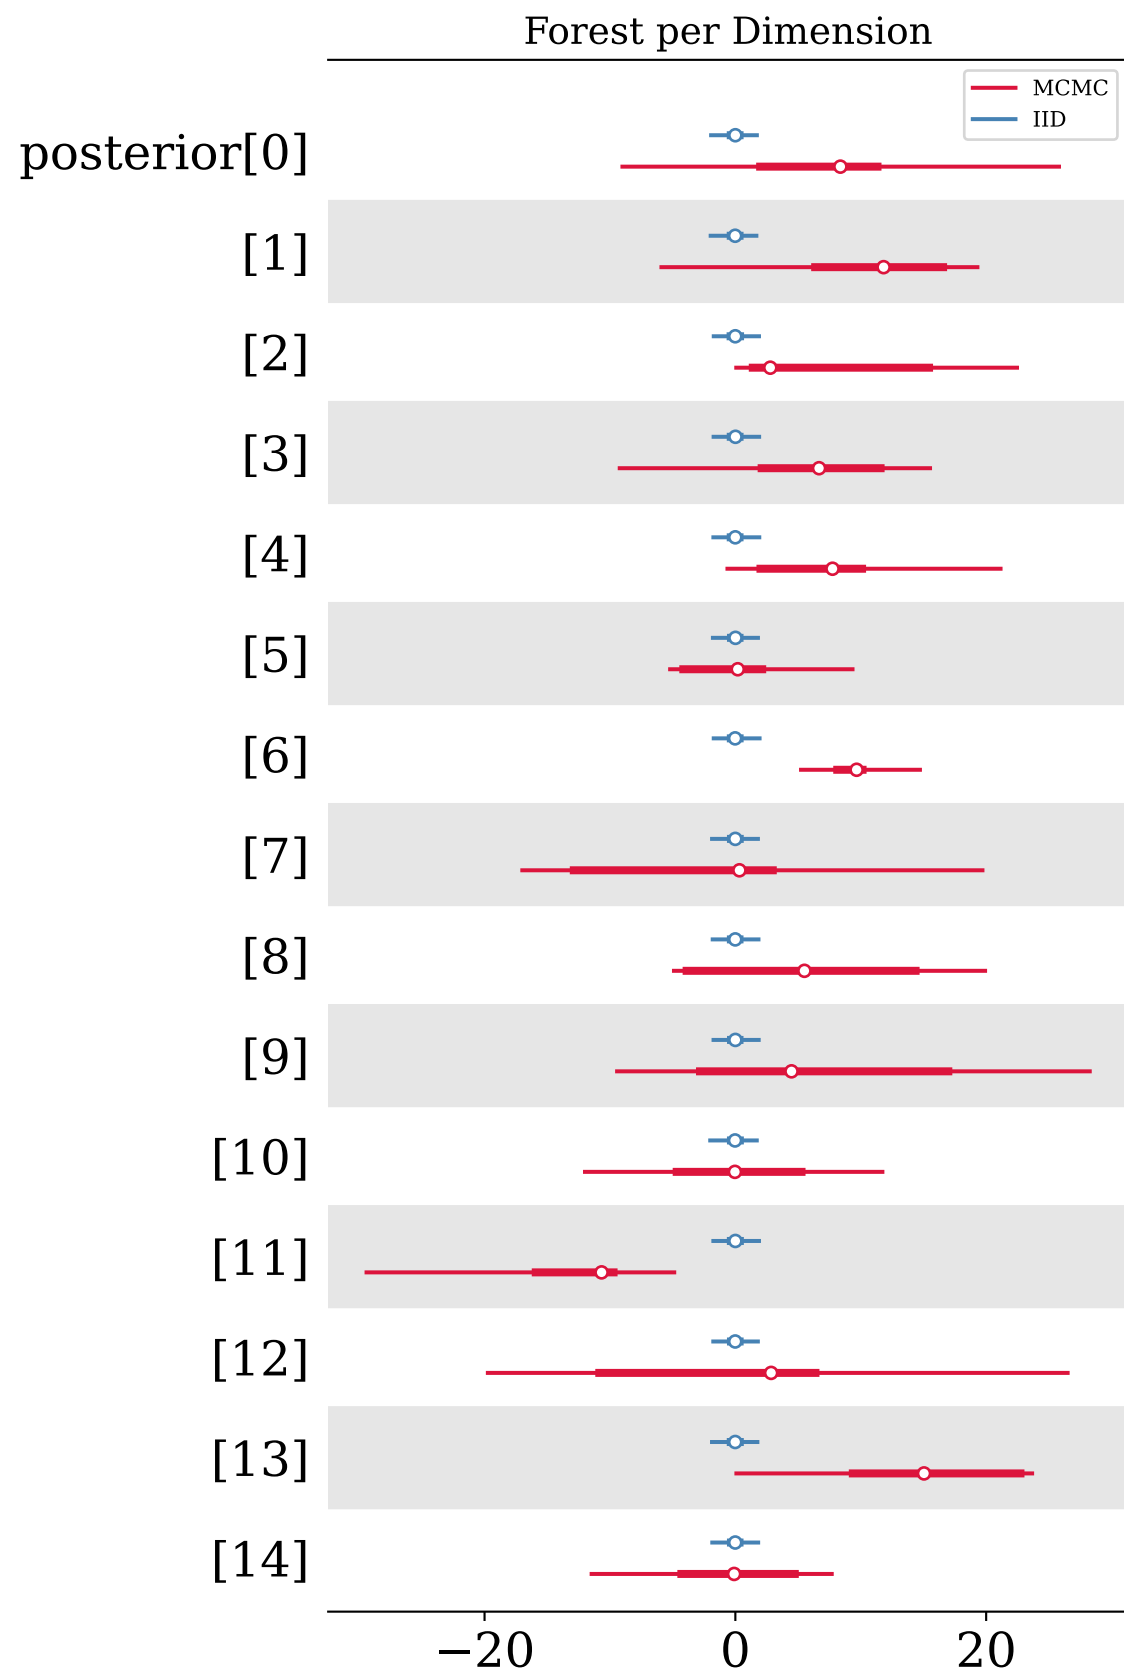 Forest per Dimension
MCMC
IID
posterior[0]
[1]
[2]
[3]
[4]
[5]
[6]
[7]
[8]
[9]
[10]
[11]
[12]
[13]
[14]
−20 0 20